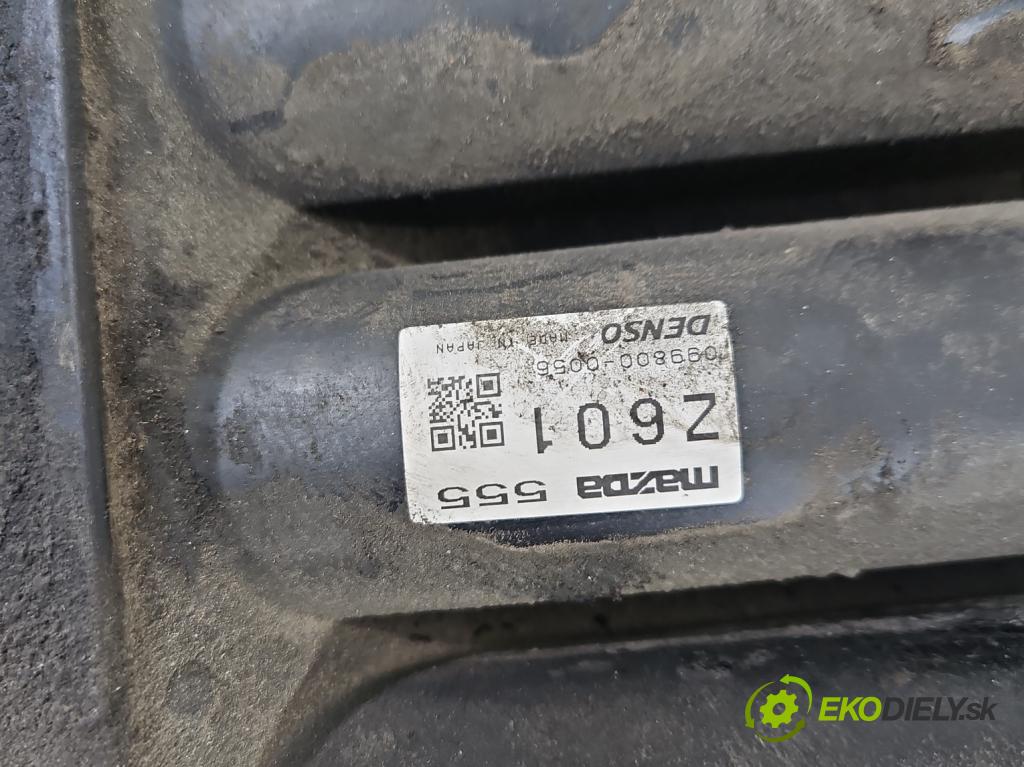 mazDa 555
Z601
099800-0056
DENSO MADE IN JAPAN
EKODIELY.sk